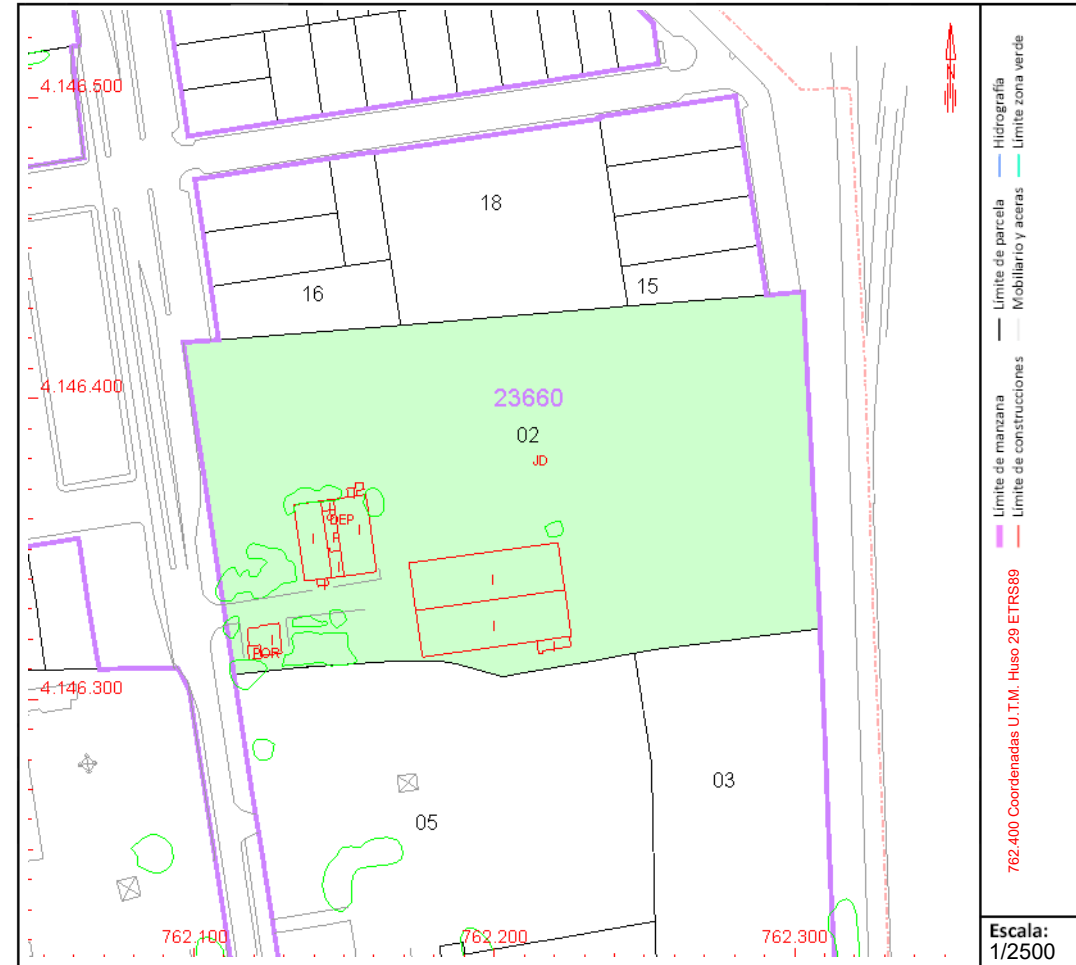 4.146.500
N
18
16
15
4.146.400
23660
02
JD
DEP
P
I
I
I
I
I
I
I
POR
I
4.146.300
03
05
762.100
762.200
762.300
Límite de manzana
Límite de parcela
Hidrografía
Límite de construcciones
Mobiliario y aceras
Límite zona verde
762.400 Coordenadas U.T.M. Huso 29 ETRS89
Escala:
1/2500